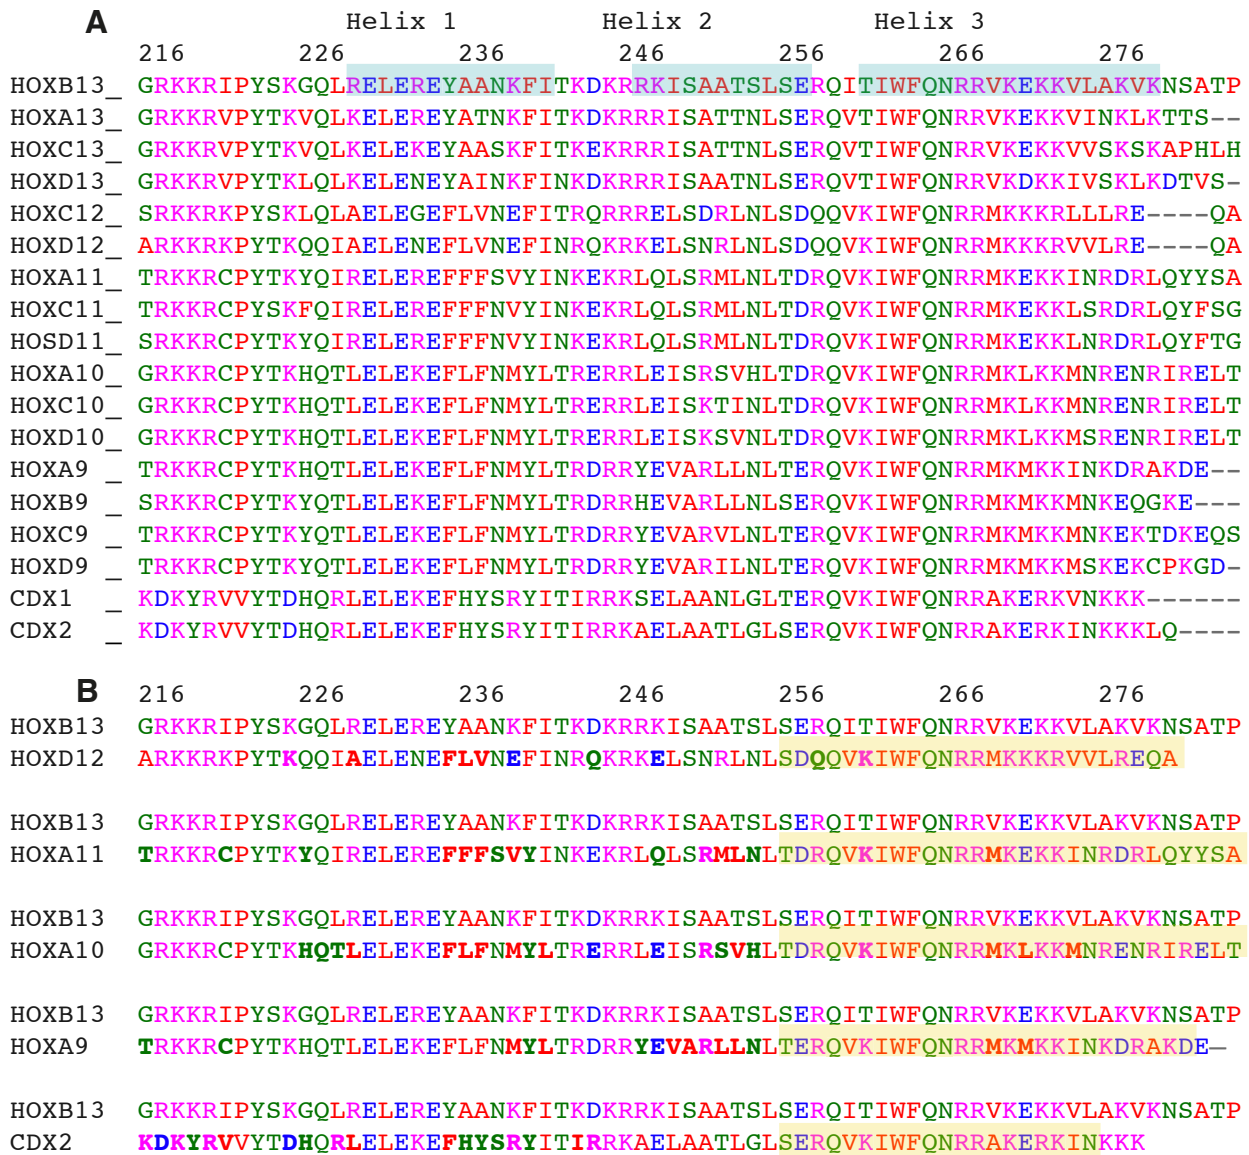 A Helix 1 Helix 2 Helix 3
216 226 236 246 256 266 276
HOXB13_ GRKKRIPYSKGQLRELEREYAANKFITKDKRRKISAATSLSERQITIWFQNRRVKEKKVLAKVKNSATP
HOXA13_ GRKKRVPYTKVQLKELEREYATNKFITKDKRRRISATTNLSERQVTIWFQNRRVKEKKVINKLKTTS--
HOXC13_ GRKKRVPYTKVQLKELEKEYAASKFITKEKRRRISATTNLSERQVTIWFQNRRVKEKKVVSKSKAPHLH
HOXD13_ GRKKRVPYTKLQLKELENEYAINKFINKDKRRRISAATNLSERQVTIWFQNRRVKDKKIVSKLKDTVS-
HOXC12_ SRKKRKPYSKLQLAELEGEFLVNEFITRQRRRELSDRLNLSDQQVKIWFQNRRMKKKRLLLRE----QA
HOXD12_ ARKKRKPYTKQQIAELENEFLVNEFINRQKRKELSNRLNLSDQQVKIWFQNRRMKKKRVVLRE----QA
HOXA11_ TRKKRCPYTKYQIRELEREFFFSVYINKEKRLQLSRMLNLTDRQVKIWFQNRRMKEKKINRDRLQYYSA
HOXC11_ TRKKRCPYSKFQIRELEREFFFNVYINKEKRLQLSRMLNLTDRQVKIWFQNRRMKEKKLSRDRLQYFSG
HOSD11_ SRKKRCPYTKYQIRELEREFFFNVYINKEKRLQLSRMLNLTDRQVKIWFQNRRMKEKKLNRDRLQYFTG
HOXA10_ GRKKRCPYTKHQTLELEKEFLFNMYLTRERRLEISRSVHLTDRQVKIWFQNRRMKLKKMNRENRIRELT
HOXC10_ GRKKRCPYTKHQTLELEKEFLFNMYLTRERRLEISKTINLTDRQVKIWFQNRRMKLKKMNRENRIRELT
HOXD10_ GRKKRCPYTKHQTLELEKEFLFNMYLTRERRLEISKSVNLTDRQVKIWFQNRRMKLKKMSRENRIRELT
HOXA9 _ TRKKRCPYTKHQTLELEKEFLFNMYLTRDRRYEVARLLNLTERQVKIWFQNRRMKMKKINKDRAKDE--
HOXB9 _ SRKKRCPYTKYQTLELEKEFLFNMYLTRDRRHEVARLLNLSERQVKIWFQNRRMKMKKMNKEQGKE---
HOXC9 _ TRKKRCPYTKYQTLELEKEFLFNMYLTRDRRYEVARVLNLTERQVKIWFQNRRMKMKKMNKEKTDKEQS
HOXD9 _ TRKKRCPYTKYQTLELEKEFLFNMYLTRDRRYEVARILNLTERQVKIWFQNRRMKMKKMSKEKCPKGD-
CDX1 _ KDKYRVVYTDHQRLELEKEFHYSRYITIRRKSELAANLGLTERQVKIWFQNRRAKERKVNKKK------
CDX2 _ KDKYRVVYTDHQRLELEKEFHYSRYITIRRKAELAATLGLSERQVKIWFQNRRAKERKINKKKLQ----
B 216 226 236 246 256 266 276
HOXB13 GRKKRIPYSKGQLRELEREYAANKFITKDKRRKISAATSLSERQITIWFQNRRVKEKKVLAKVKNSATP
HOXD12 ARKKRKPYTKQQIAELENEFLVNEFINRQKRKELSNRLNLSDQQVKIWFQNRRMKKKRVVLREQA
HOXB13 GRKKRIPYSKGQLRELEREYAANKFITKDKRRKISAATSLSERQITIWFQNRRVKEKKVLAKVKNSATP
HOXA11 TRKKRCPYTKYQIRELEREFFFSVYINKEKRLQLSRMLNLTDRQVKIWFQNRRMKEKKINRDRLQYYSA
HOXB13 GRKKRIPYSKGQLRELEREYAANKFITKDKRRKISAATSLSERQITIWFQNRRVKEKKVLAKVKNSATP
HOXA10 GRKKRCPYTKHQTLELEKEFLFNMYLTRERRLEISRSVHLTDRQVKIWFQNRRMKLKKMNRENRIRELT
HOXB13 GRKKRIPYSKGQLRELEREYAANKFITKDKRRKISAATSLSERQITIWFQNRRVKEKKVLAKVKNSATP
HOXA9 TRKKRCPYTKHQTLELEKEFLFNMYLTRDRRYEVARLLNLTERQVKIWFQNRRMKMKKINKDRAKDE-
HOXB13 GRKKRIPYSKGQLRELEREYAANKFITKDKRRKISAATSLSERQITIWFQNRRVKEKKVLAKVKNSATP
CDX2 KDKYRVVYTDHQRLELEKEFHYSRYITIRRKAELAATLGLSERQVKIWFQNRRAKERKINKKK